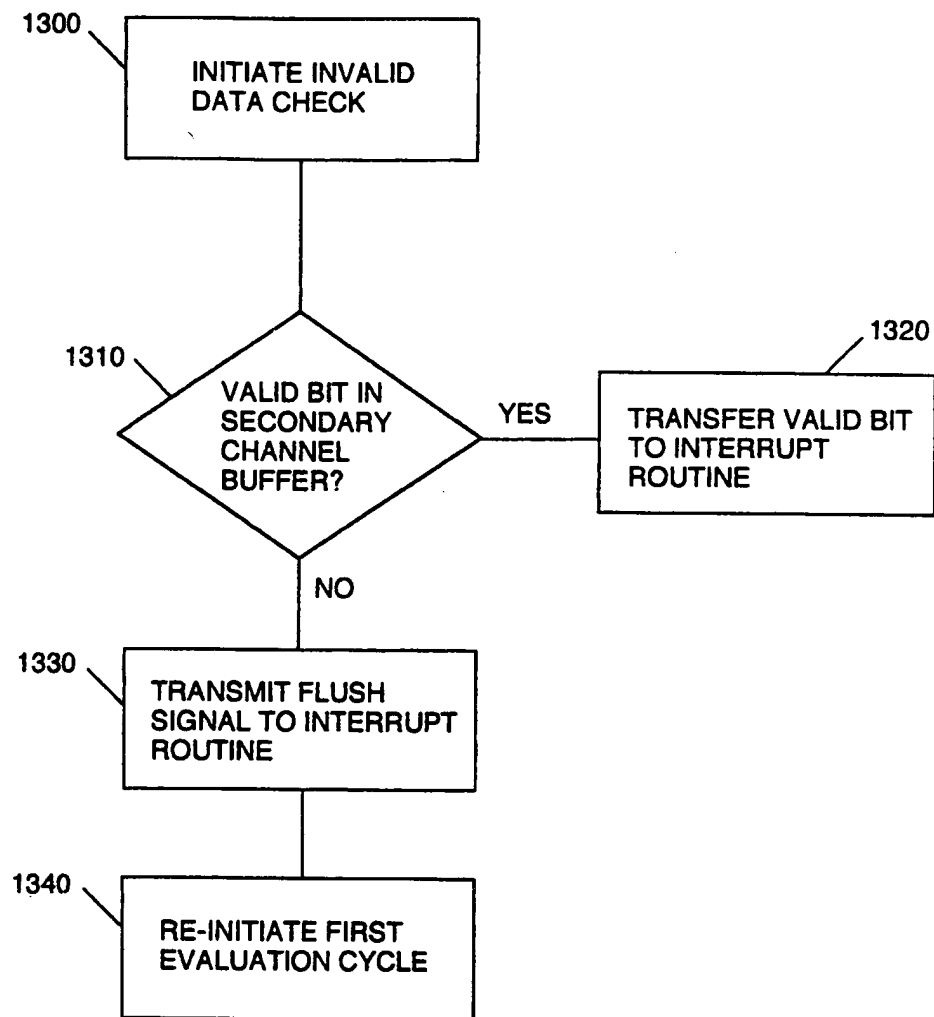 1300
INITIATE INVALID
DATA CHECK
1310
VALID BIT IN
SECONDARY
CHANNEL
BUFFER?
YES
1320
TRANSFER VALID BIT
TO INTERRUPT
ROUTINE
NO
1330
TRANSMIT FLUSH
SIGNAL TO INTERRUPT
ROUTINE
1340
RE-INITIATE FIRST
EVALUATION CYCLE